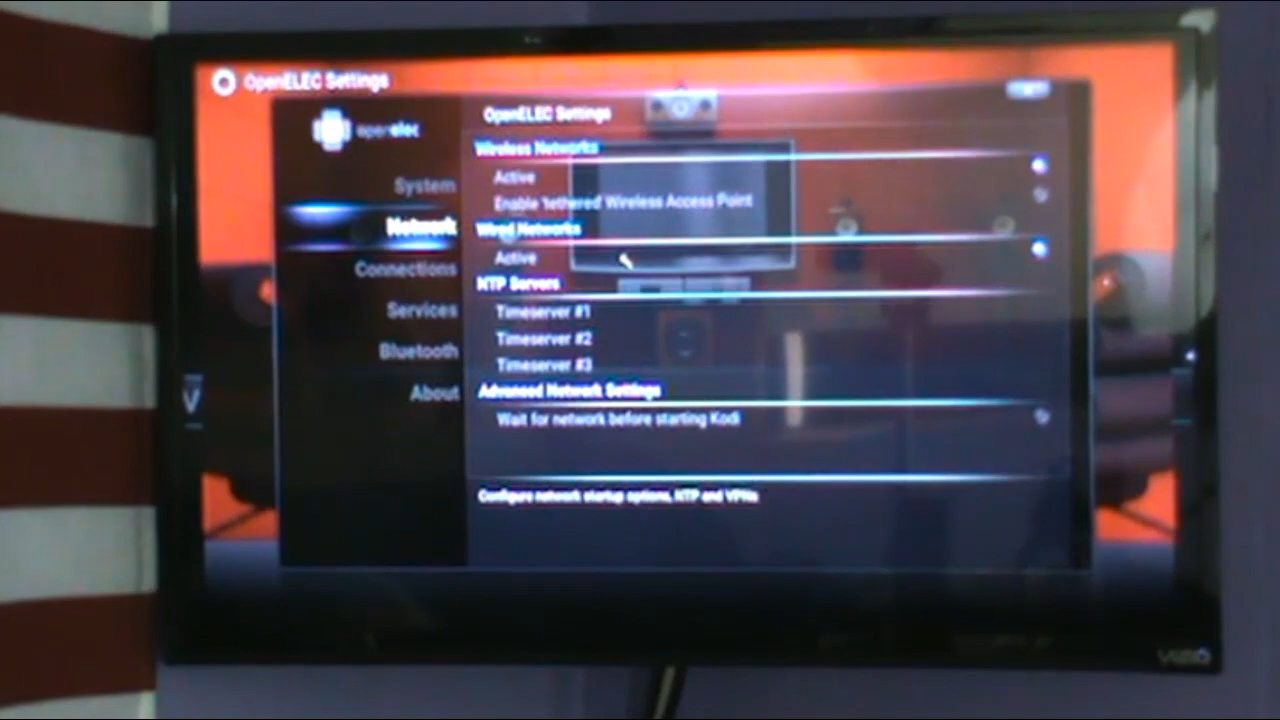 OpenELEC Settings
openelec
OpenELEC Settings
Wireless Networks
System
Active
Enable Tethered Wireless Access Point
Network
Wired Networks
Connections
Active
NTP Servers
Services
Timeserver #1
Timeserver #2
Bluetooth
Timeserver #3
About
Advanced Network Settings
Wait for network before starting Kodi
Configure network startup options, NTP and VPNs
V
VIZIO